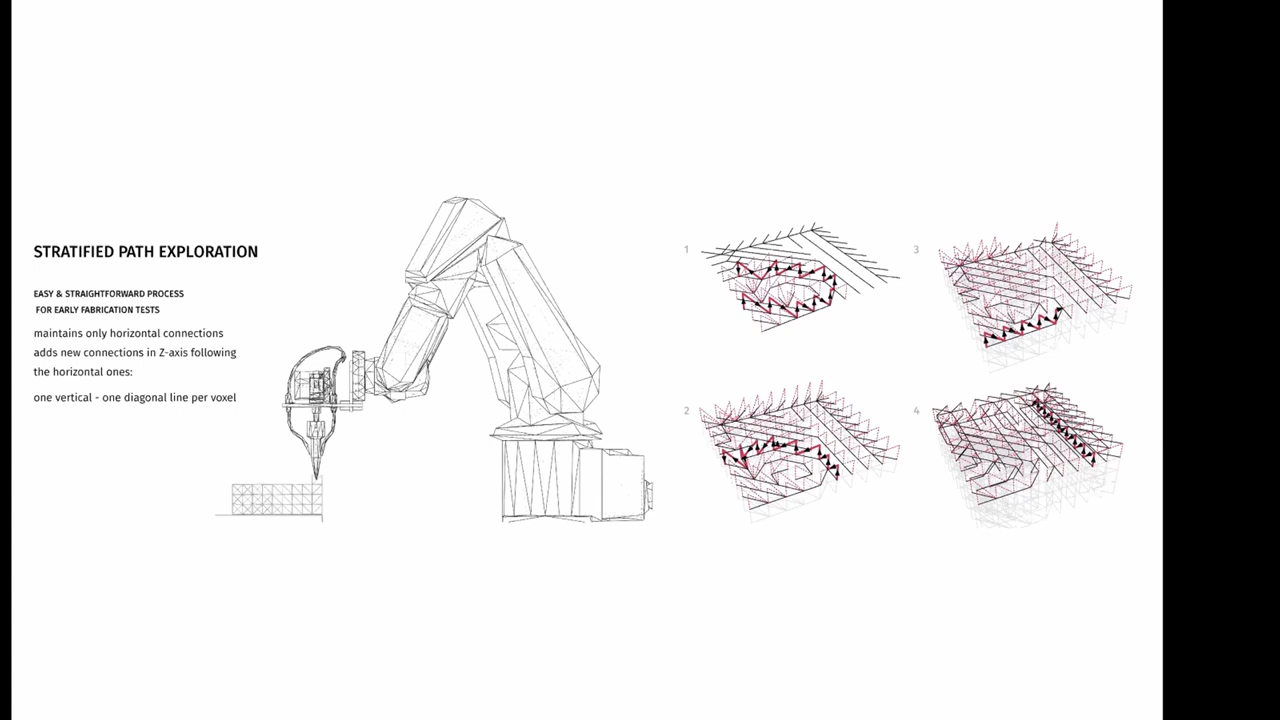 STRATIFIED PATH EXPLORATION
EASY & STRAIGHTFORWARD PROCESS
FOR EARLY FABRICATION TESTS
maintains only horizontal connections
adds new connections in Z-axis following
the horizontal ones:
one vertical - one diagonal line per voxel
1
3
2
4